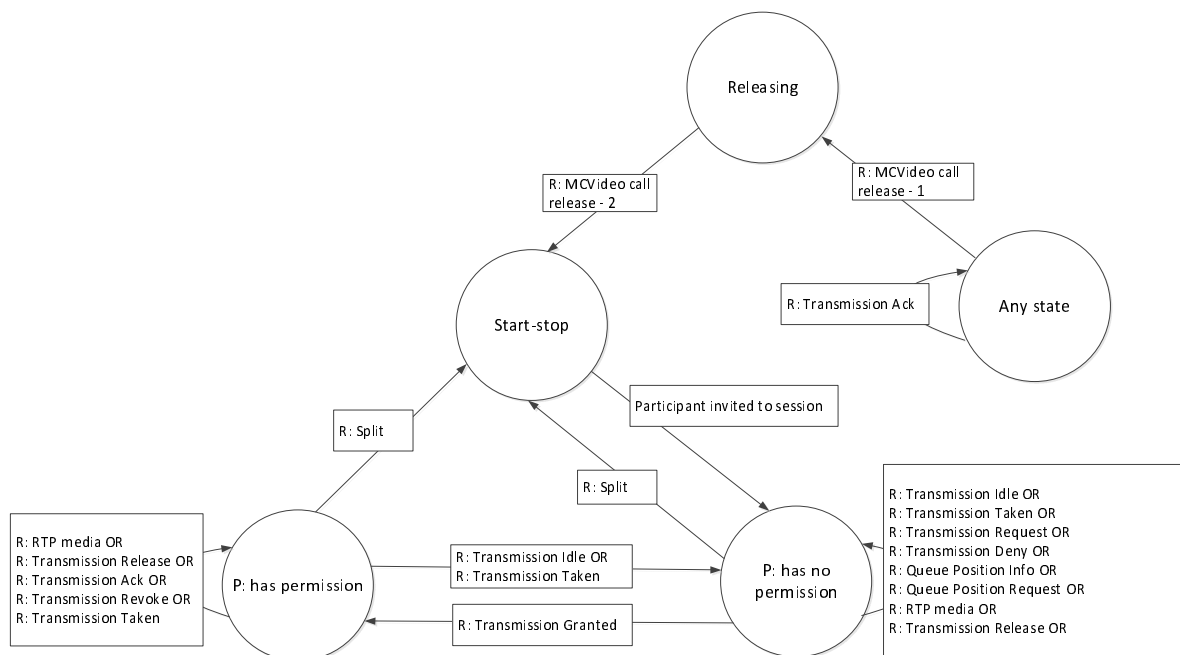 Releasing
R: MCVideo call
release - 2
R: MCVideo call
release - 1
Start-stop
R: Transmission Ack
Any state
Participant invited to session
R: Split
R: Split
R: RTP media OR
R: Transmission Release OR
R: Transmission Ack OR
R: Transmission Revoke OR
R: Transmission Taken
P: has permission
R: Transmission Idle OR
R: Transmission Taken
R: Transmission Granted
P: has no
permission
R: Transmission Idle OR
R: Transmission Taken OR
R: Transmission Request OR
R: Transmission Deny OR
R: Queue Position Info OR
R: Queue Position Request OR
R: RTP media OR
R: Transmission Release OR